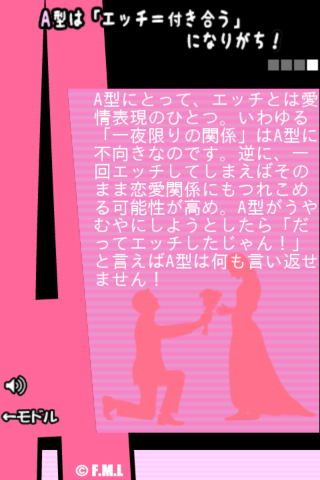 A型は「エッチ＝付き合う」
になりがち！
A型にとって、エッチとは愛
情表現のひとつ。いわゆる
「一夜限りの関係」はA型に
不向きなのです。逆に、一
回エッチしてしまえばその
まま恋愛関係にもつれこめ
る可能性が高め。A型がうや
むやにしようとしたら「だ
ってエッチしたじゃん！」
と言えばA型は何も言い返せ
ません！
←モドル
© F.M.L